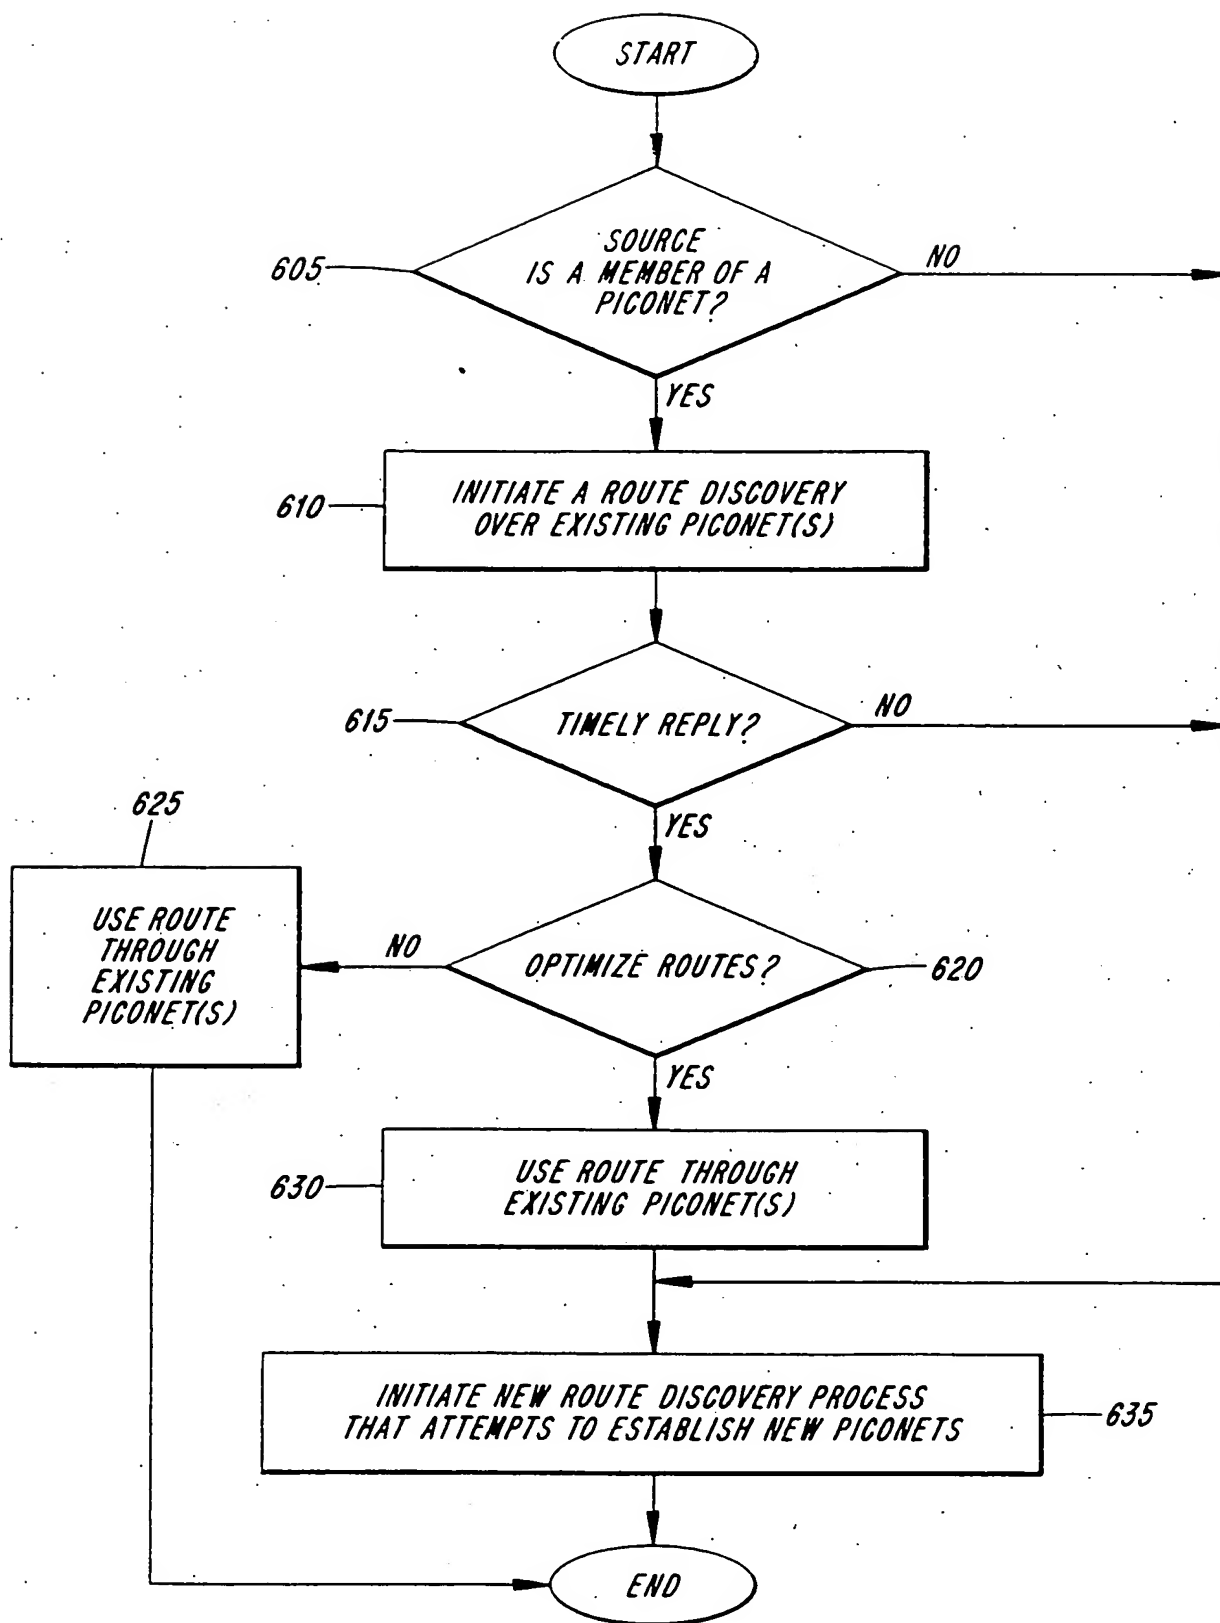 START
SOURCE
IS A MEMBER OF A
PICONET?
605
NO
YES
INITIATE A ROUTE DISCOVERY
OVER EXISTING PICONET(S)
610
TIMELY REPLY?
615
NO
YES
625
USE ROUTE
THROUGH
EXISTING
PICONET(S)
NO
OPTIMIZE ROUTES?
620
YES
USE ROUTE THROUGH
EXISTING PICONET(S)
630
INITIATE NEW ROUTE DISCOVERY PROCESS
THAT ATTEMPTS TO ESTABLISH NEW PICONETS
635
END